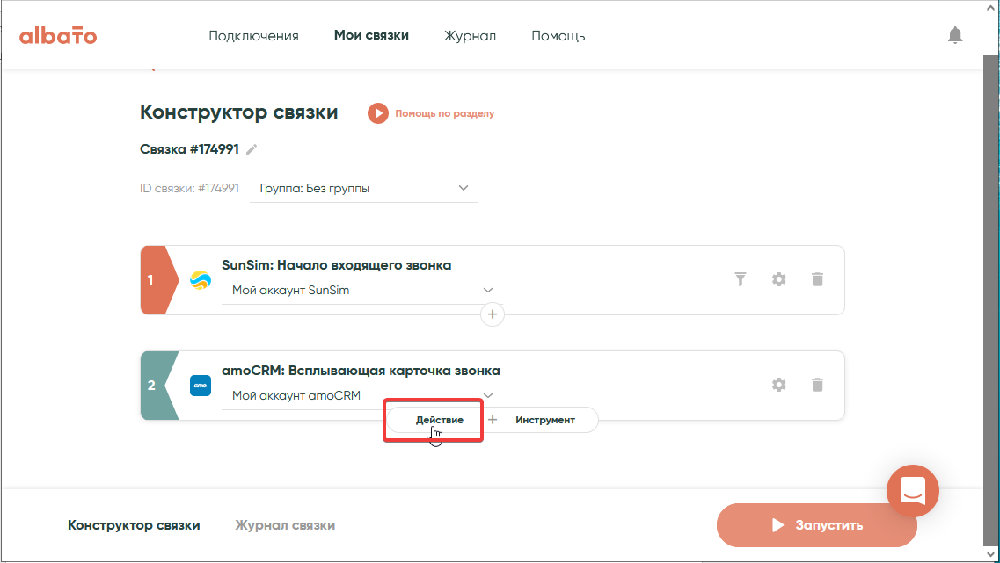 albato
Подключения
Мои связки
Журнал
Помощь
Конструктор связки
Помощь по разделу
Связка #174991
ID связки: #174991
Группа: Без группы
1
SunSim: Начало входящего звонка
Мой аккаунт SunSim
2
amo
amoCRM: Всплывающая карточка звонка
Мой аккаунт amoCRM
Действие
Инструмент
Конструктор связки
Журнал связки
Запустить